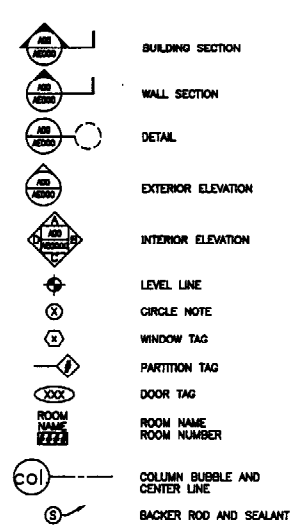 A00
AE000
BUILDING SECTION
A00
AE000
WALL SECTION
A00
AE000
DETAIL
A00
AE000
EXTERIOR ELEVATION
A
D A00 B
AE0000
C
INTERIOR ELEVATION
LEVEL LINE
X
CIRCLE NOTE
x
WINDOW TAG
#
PARTITION TAG
XXX
DOOR TAG
ROOM
NAME
####
ROOM NAME
ROOM NUMBER
col
COLUMN BUBBLE AND
CENTER LINE
S
BACKER ROD AND SEALANT